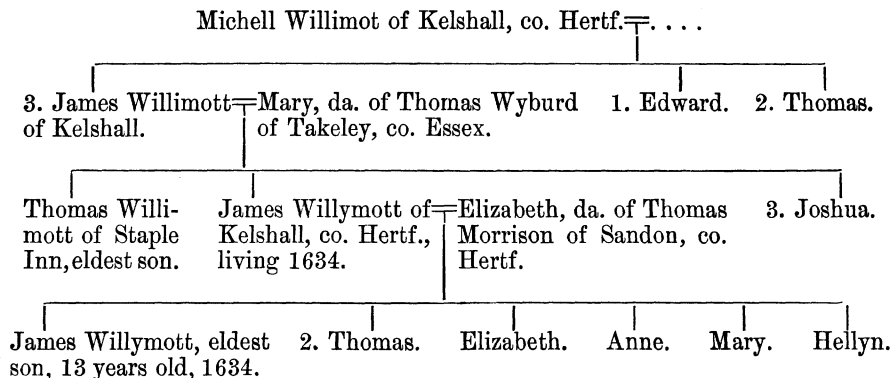 Michell Willimot of Kelshall, co. Hertf.=. . . .
3. James Willimott=Mary, da. of Thomas Wyburd 1. Edward. 2. Thomas.
of Kelshall. of Takeley, co. Essex.
Thomas Willi- James Willymott of=Elizabeth, da. of Thomas 3. Joshua.
mott of Staple Kelshall, co. Hertf., Morrison of Sandon, co.
Inn, eldest son. living 1634. Hertf.
James Willymott, eldest 2. Thomas. Elizabeth. Anne. Mary. Hellyn.
son, 13 years old, 1634.